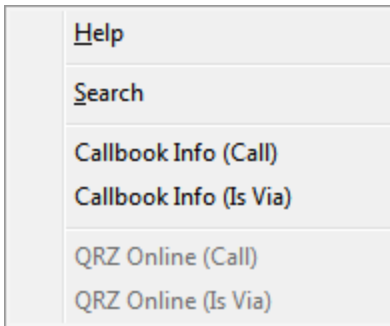 Help
Search
Callbook Info (Call)
Callbook Info (Is Via)
QRZ Online (Call)
QRZ Online (Is Via)